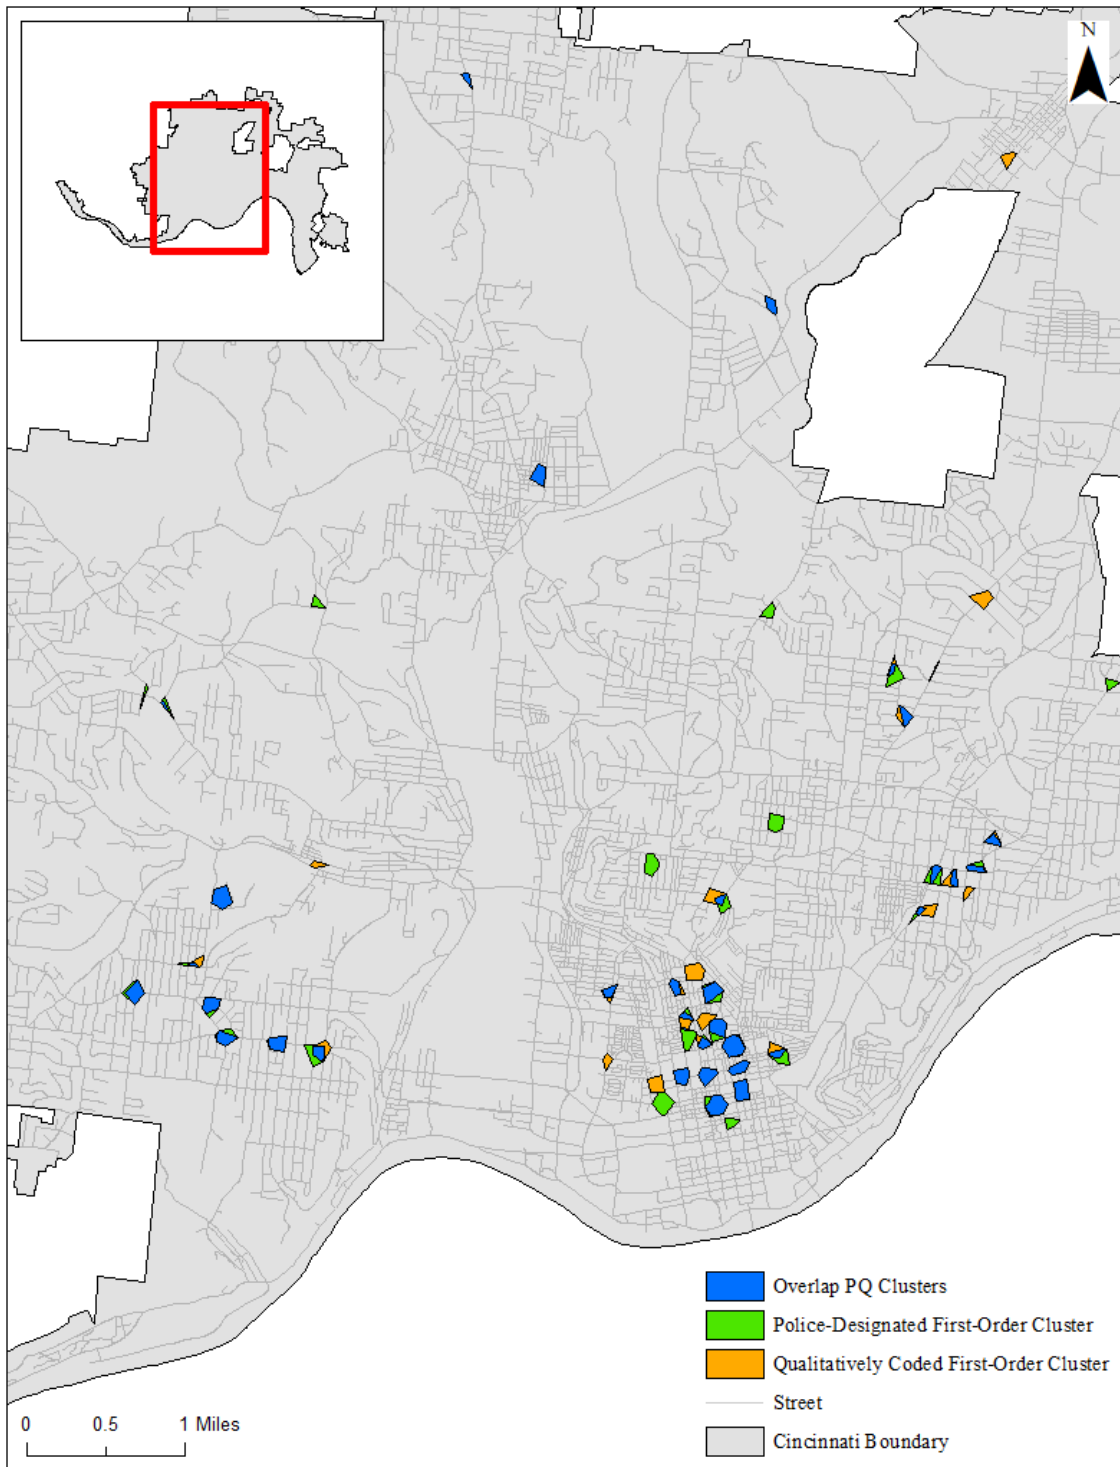 N
Overlap PQ Clusters
Police-Designated First-Order Cluster
Qualitatively Coded First-Order Cluster
Street
Cincinnati Boundary
0 0.5 1 Miles